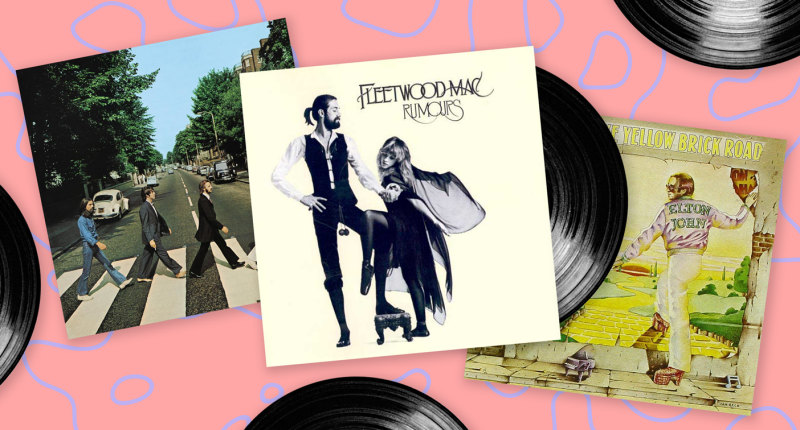 FLEETWOOD MAC
RUMOURS
YELLOW BRICK ROAD
ELTON
JOHN